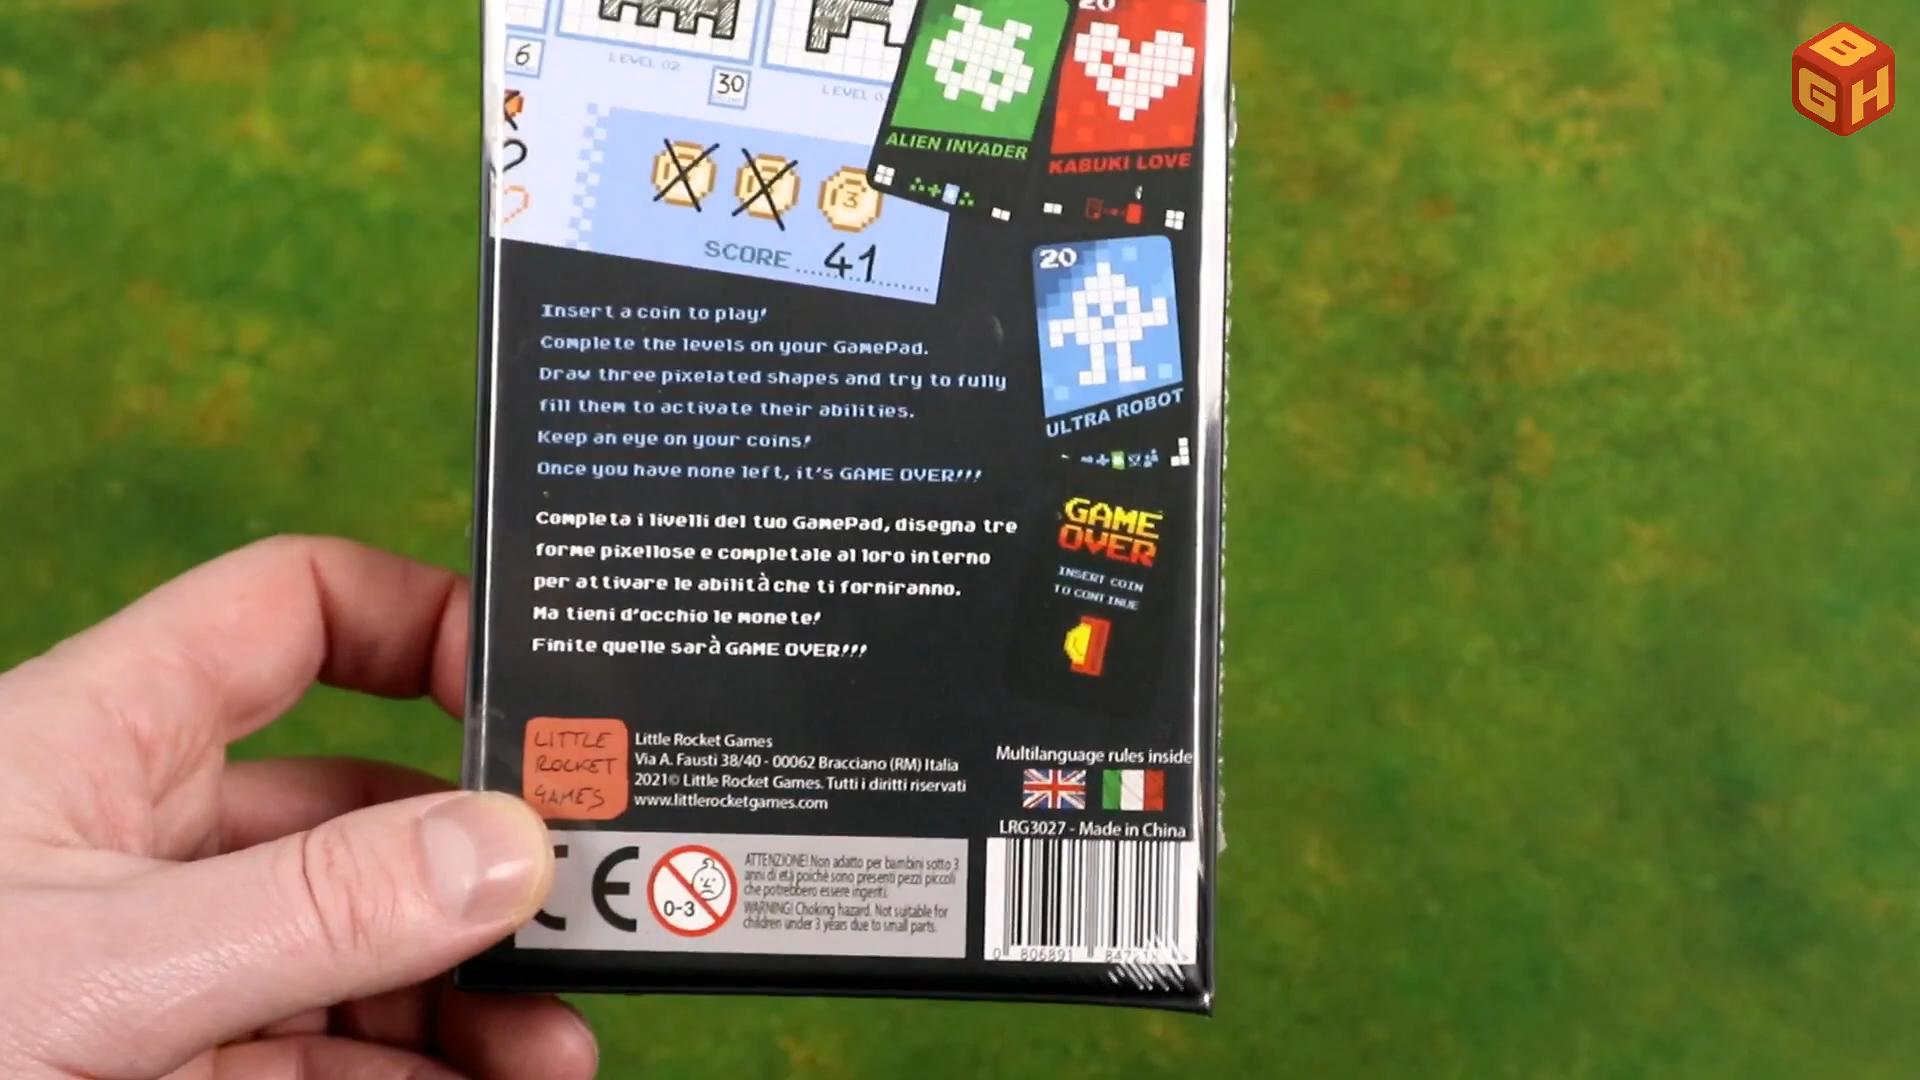 BGH
6
LEVEL 02
30
LEVEL
20
ALIEN INVADER
KABUKI LOVE
3
SCORE 41
20
ULTRA ROBOT
Insert a coin to play!
Complete the levels on your GamePad.
Draw three pixelated shapes and try to fully
fill them to activate their abilities.
Keep an eye on your coins!
Once you have none left, it's GAME OVER!!!
Completa i livelli del tuo GamePad, disegna tre
forme pixellose e completale al loro interno
per attivare le abilità che ti forniranno.
Ma tieni d'occhio le monete!
Finite quelle sarà GAME OVER!!!
GAME
OVER
INSERT COIN
TO CONTINUE
LITTLE
ROCKET
GAMES
Little Rocket Games
Via A. Fausti 38/40 - 00062 Bracciano (RM) Italia
2021© Little Rocket Games. Tutti i diritti riservati
www.littlerocketgames.com
Multilanguage rules inside
LRG3027 - Made in China
CE
0-3
ATTENZIONE! Non adatto per bambini sotto 3
anni di età poichè sono presenti pezzi piccoli
che potrebbero essere ingeriti.
WARNING! Choking hazard. Not suitable for
children under 3 years due to small parts.
0 806891